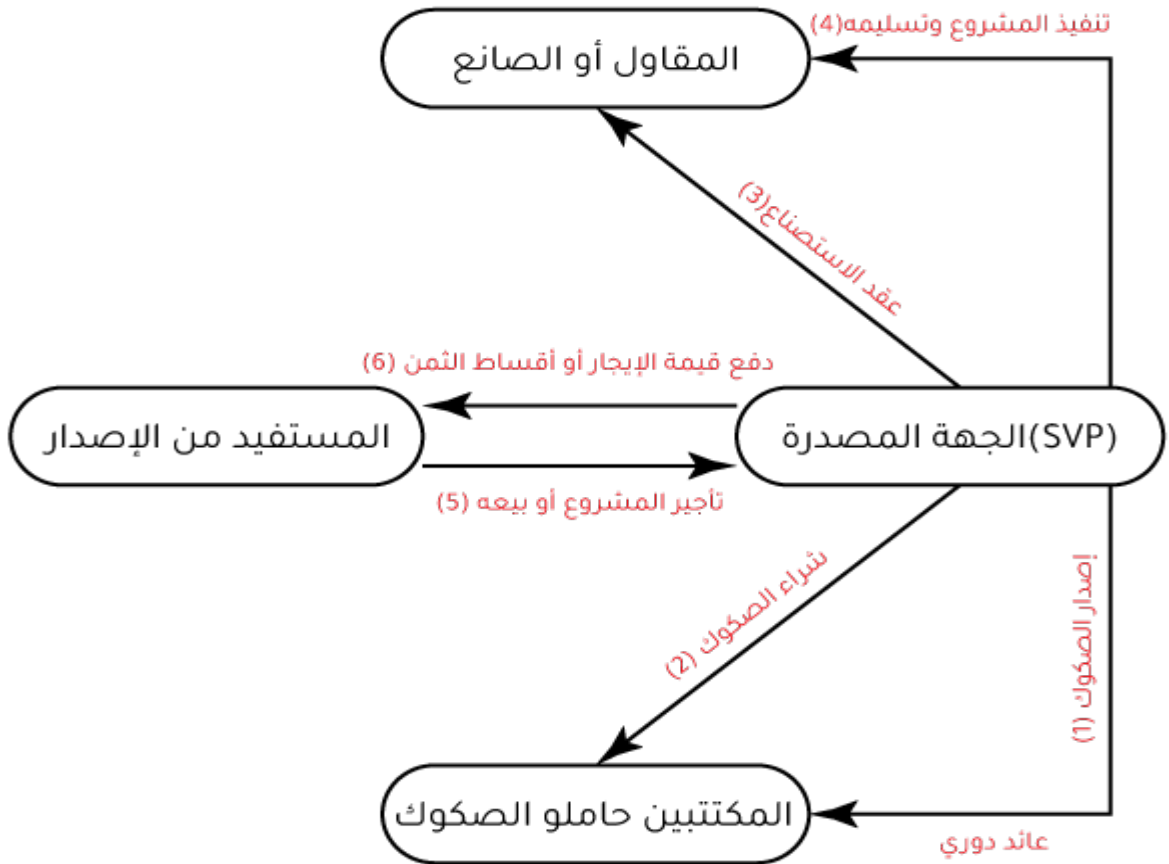 تنفيذ المشروع وتسليمه(4)
المقاول أو الصانع
عقد الاستصناع(3)
دفع قيمة الإيجار أو أقساط الثمن (6)
الجهة المصدرة(SVP)
المستفيد من الإصدار
تأجير المشروع أو بيعه (5)
شراء الصكوك (2)
إصدار الصكوك (1)
المكتتبين حاملو الصكوك
عائد دوري